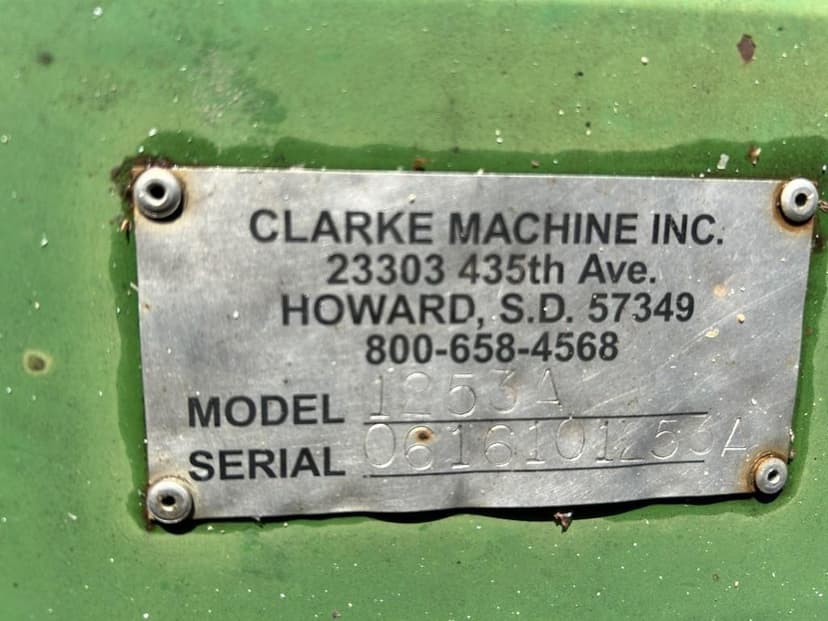 CLARKE MACHINE INC.
23303 435th Ave.
HOWARD, S.D. 57349
800-658-4568
MODEL 1253A
SERIAL 0616101253A